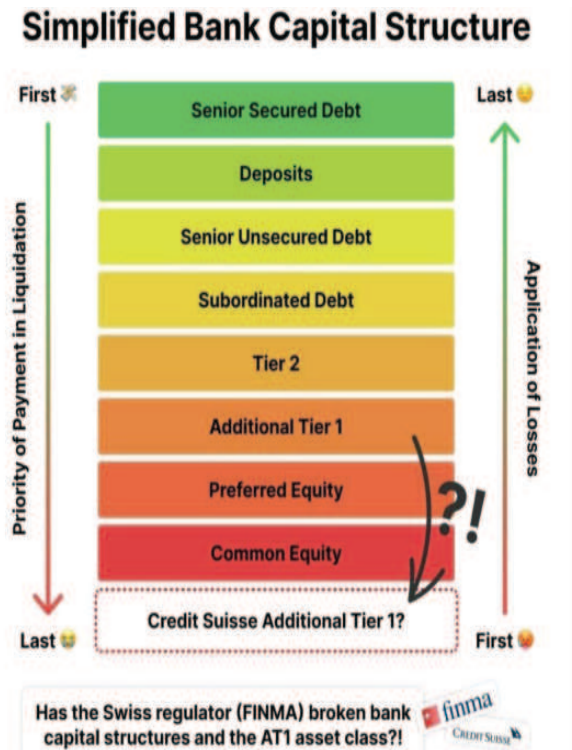 Simplified Bank Capital Structure
First
Last
Senior Secured Debt
Deposits
Senior Unsecured Debt
Subordinated Debt
Tier 2
Additional Tier 1
Preferred Equity
Common Equity
Credit Suisse Additional Tier 1?
Priority of Payment in Liquidation
Application of Losses
?!
Last
First
Has the Swiss regulator (FINMA) broken bank
capital structures and the AT1 asset class?!
finma
CREDIT SUISSE